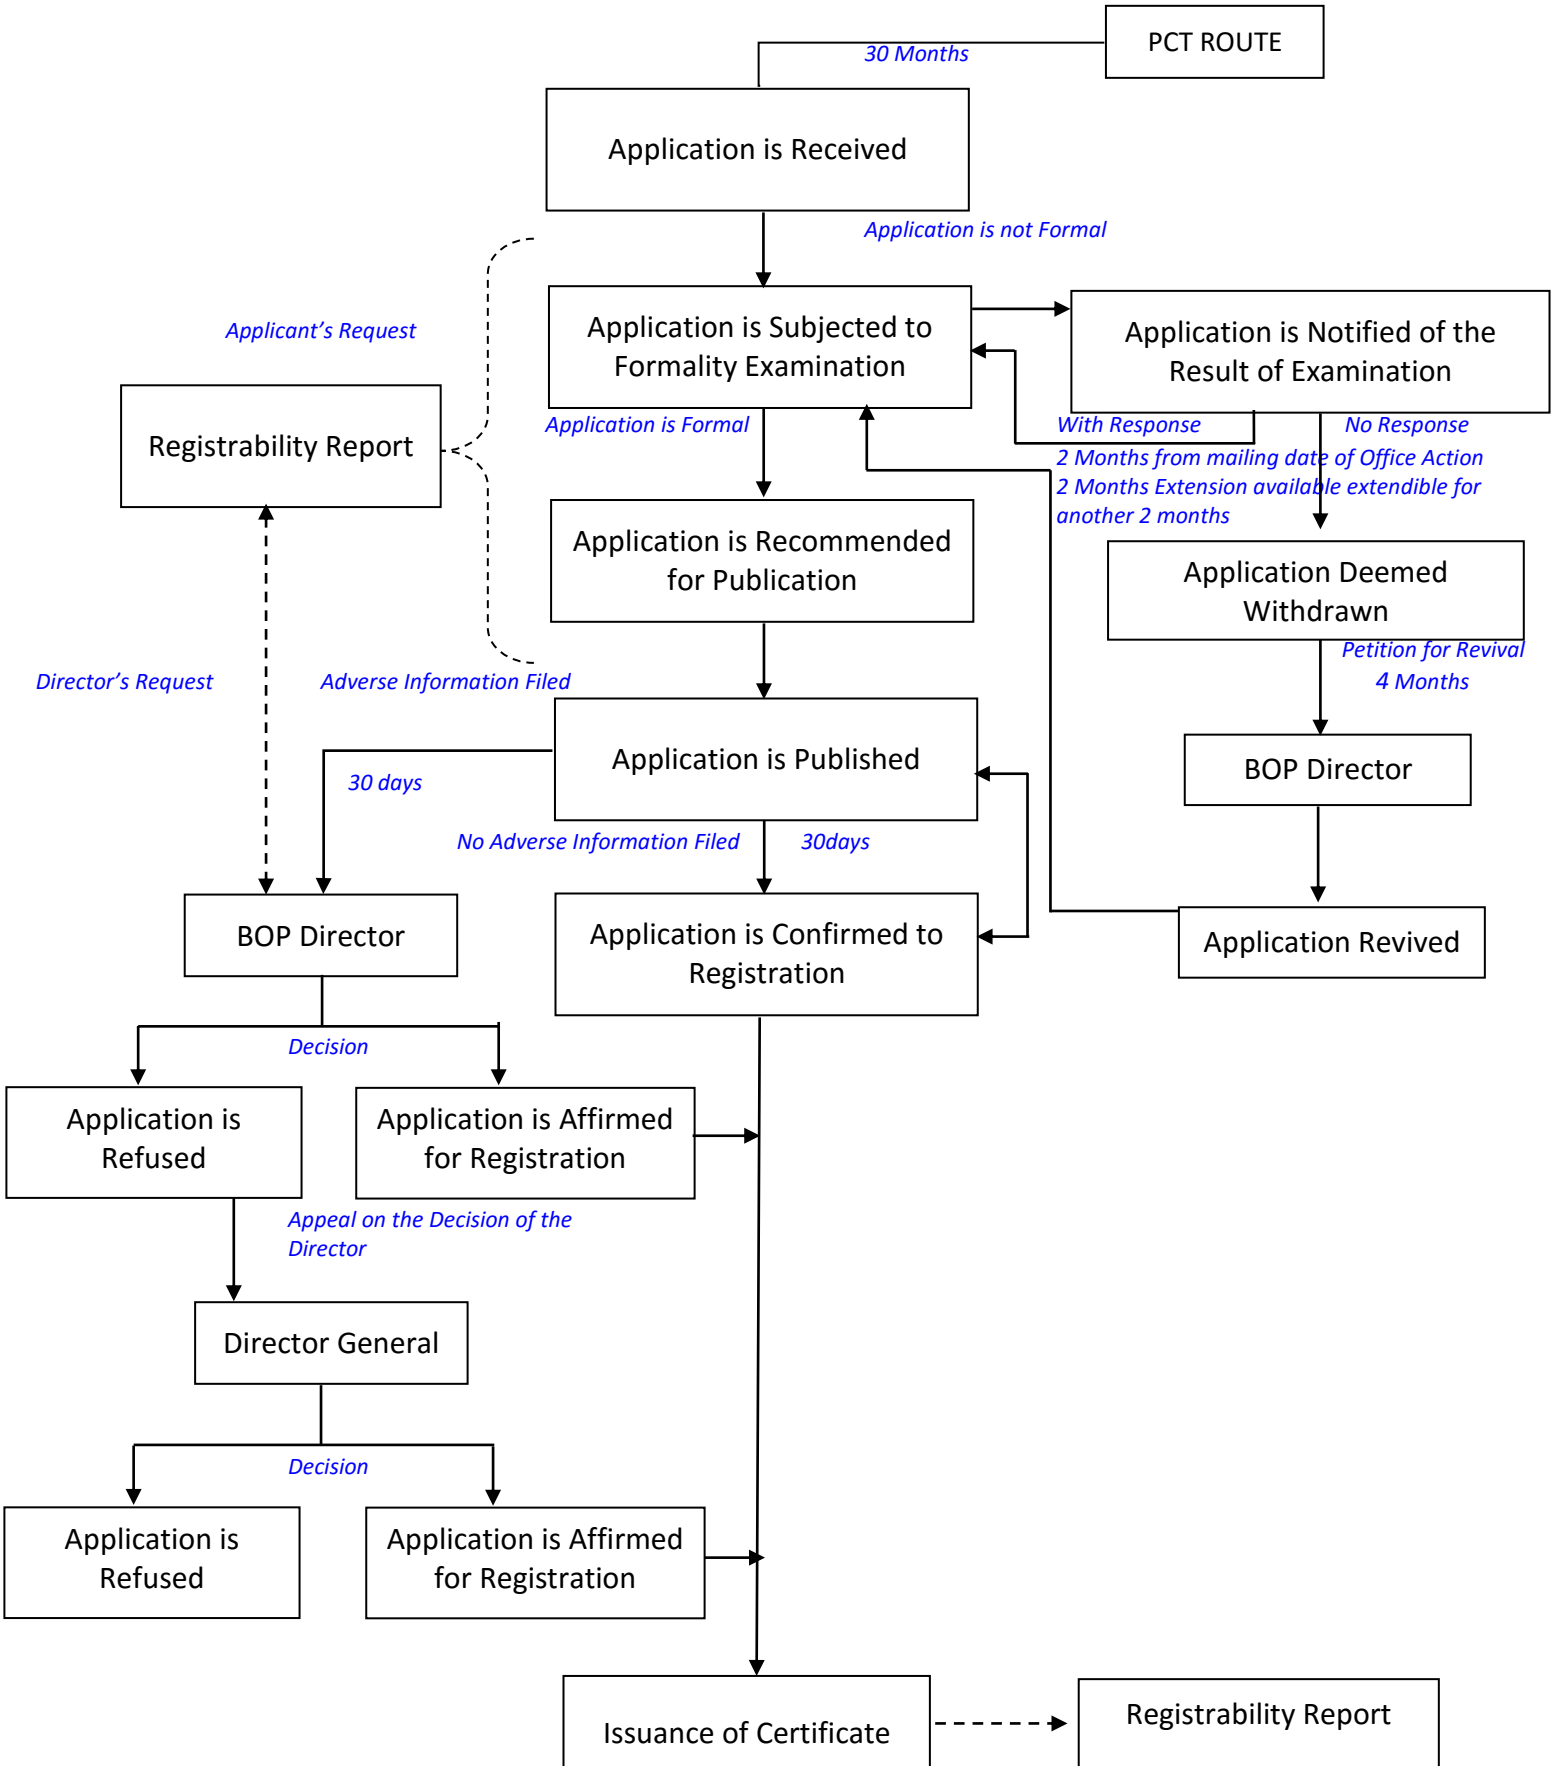 PCT ROUTE
30 Months
Application is Received
Application is not Formal
Application is Subjected to
Formality Examination
Application is Notified of the
Result of Examination
Applicant’s Request
Registrability Report
Application is Formal
With Response
No Response
2 Months from mailing date of Office Action
2 Months Extension available extendible for
another 2 months
Application is Recommended
for Publication
Application Deemed
Withdrawn
Petition for Revival
4 Months
Director’s Request
Adverse Information Filed
Application is Published
BOP Director
30 days
No Adverse Information Filed
30days
BOP Director
Application is Confirmed to
Registration
Application Revived
Decision
Application is
Refused
Application is Affirmed
for Registration
Appeal on the Decision of the
Director
Director General
Decision
Application is
Refused
Application is Affirmed
for Registration
Issuance of Certificate
Registrability Report